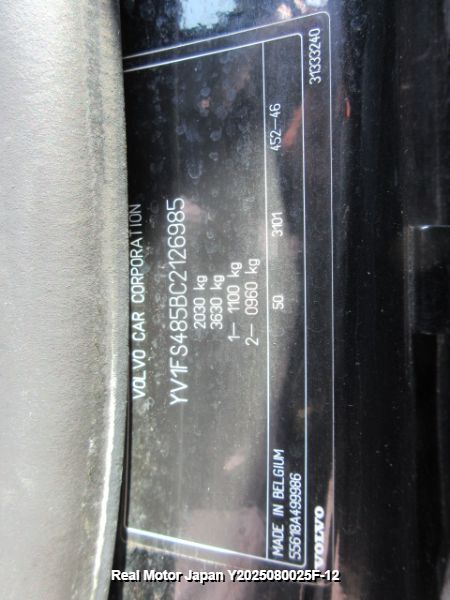 VOLVO CAR CORPORATION
YV1FS485BC2126985
2030 kg
3630 kg
1– 1100 kg
2– 0960 kg
50 3101 452–46
MADE IN BELGIUM
55618A499986
VOLVO 31333240
Real Motor Japan Y2025080025F-12